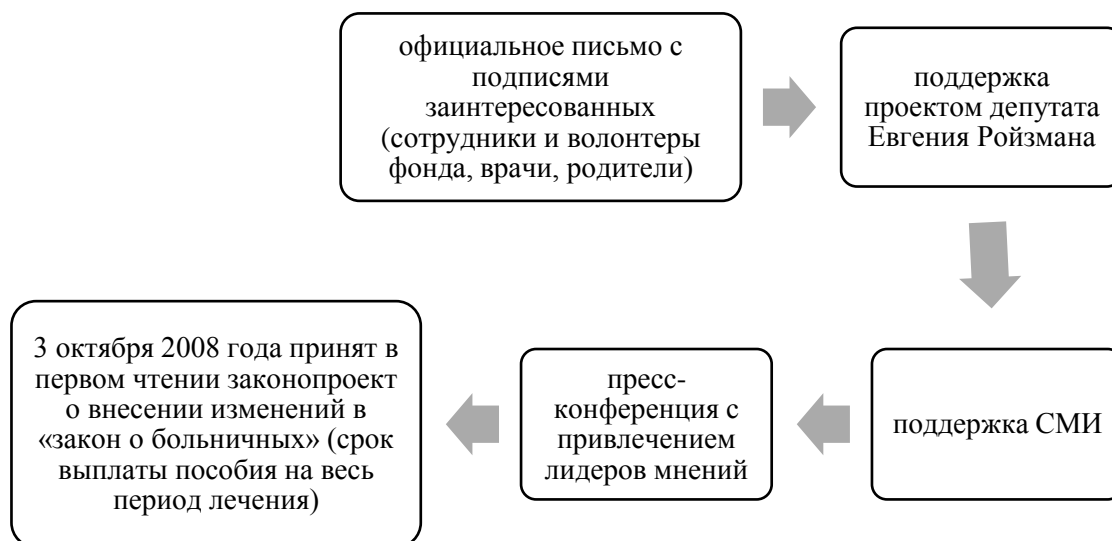 официальное письмо с
подписями
заинтересованных
(сотрудники и волонтеры
фонда, врачи, родители)
поддержка
проектом депутата
Евгения Ройзмана
поддержка СМИ
пресс-
конференция с
привлечением
лидеров мнений
3 октября 2008 года принят в
первом чтении законопроект
о внесении изменений в
«закон о больничных» (срок
выплаты пособия на весь
период лечения)